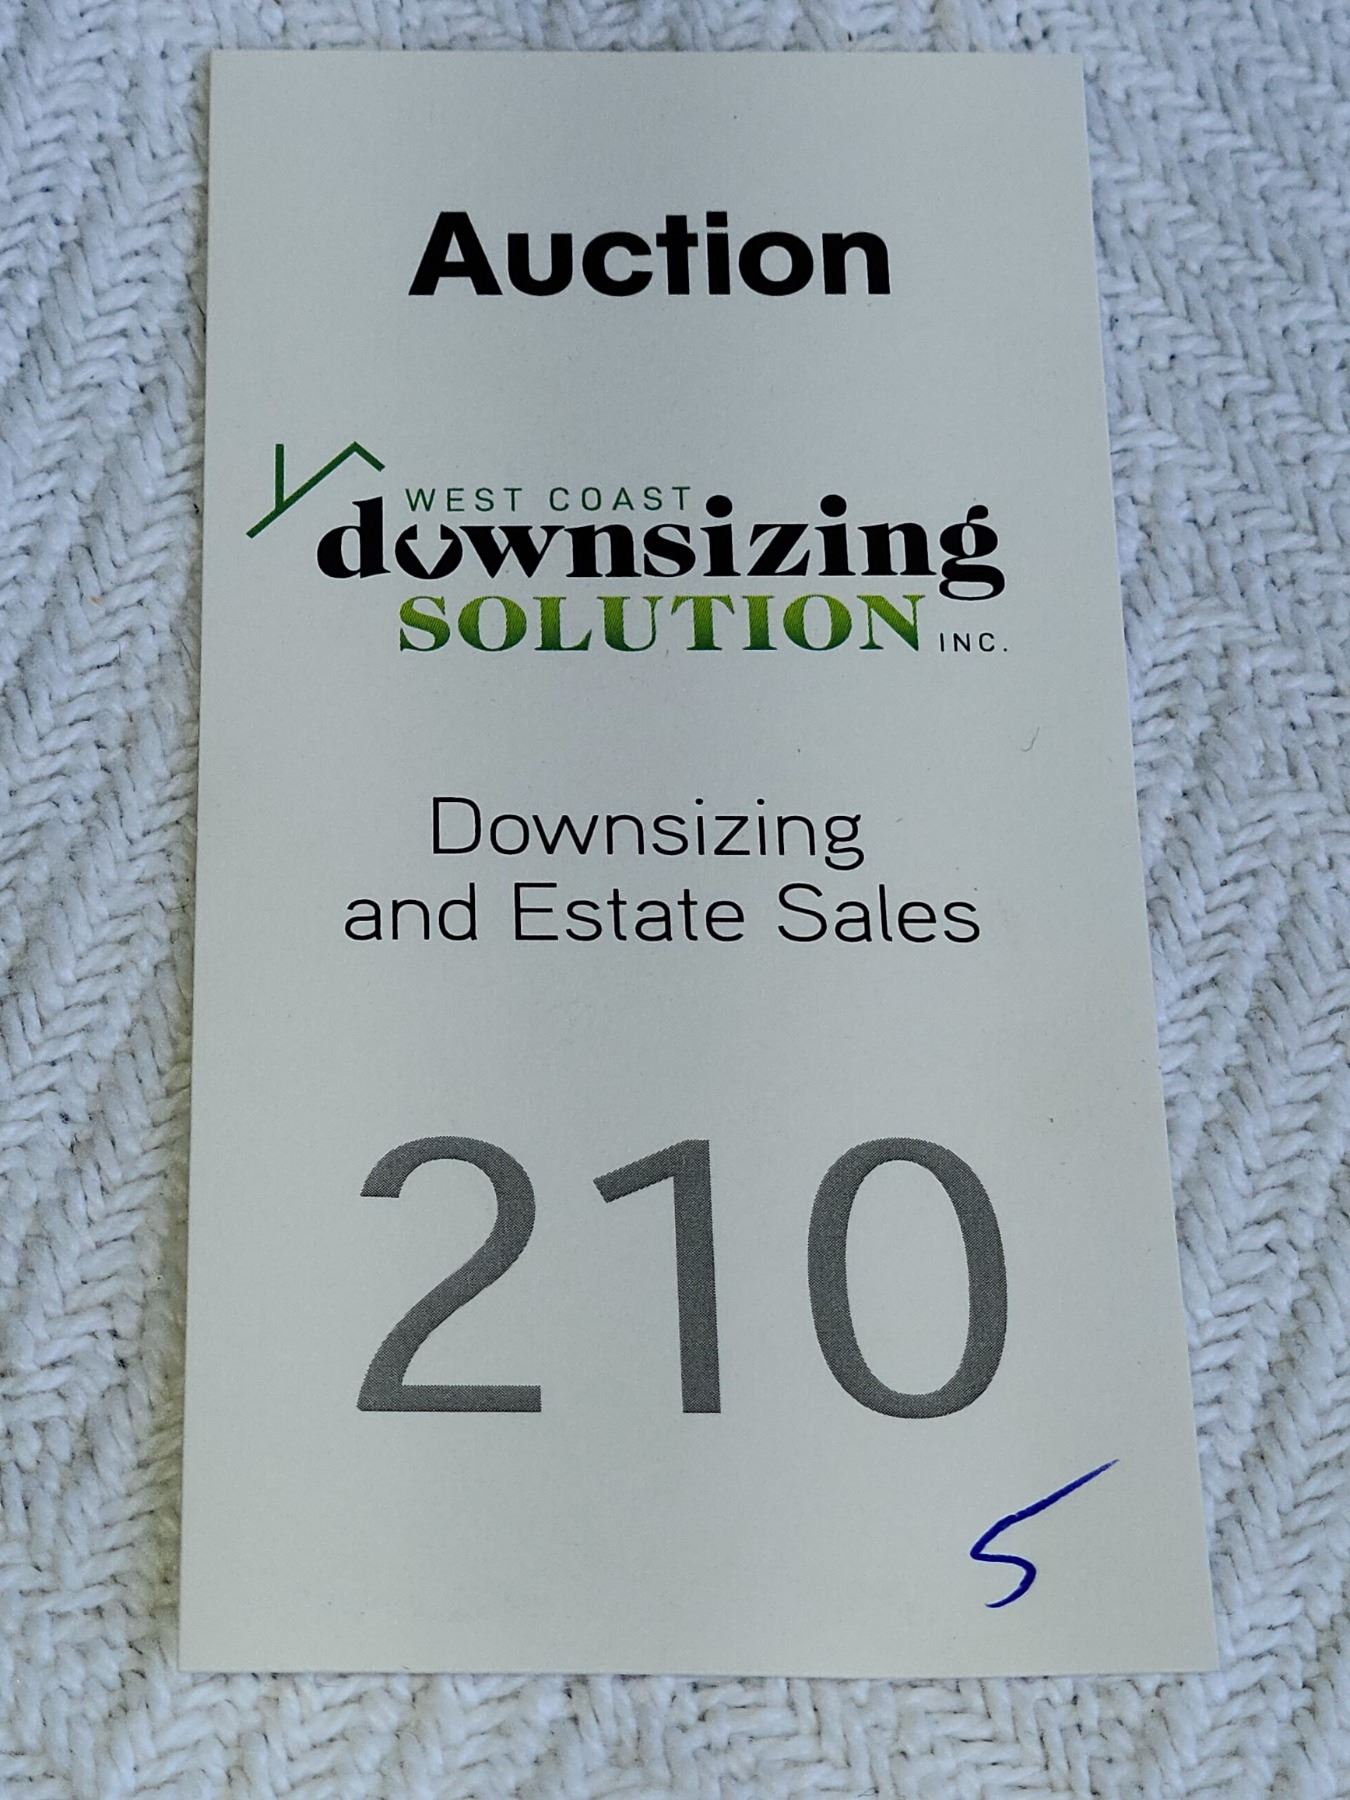 Auction
WEST COAST
downsizing
SOLUTION INC.
Downsizing
and Estate Sales
210
5